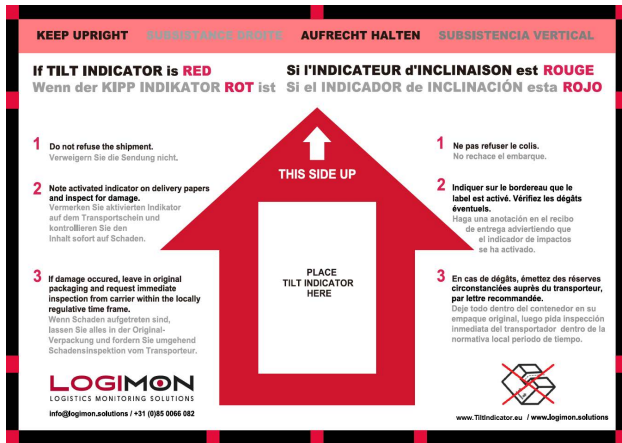 KEEP UPRIGHT SUBSISTANCE DROITE AUFRECHT HALTEN SUBSISTENCIA VERTICAL
If TILT INDICATOR is RED
Wenn der KIPP INDIKATOR ROT ist
Si l'INDICATEUR d'INCLINAISON est ROUGE
Si el INDICADOR de INCLINACIÓN esta ROJO
1 Do not refuse the shipment.
Verweigern Sie die Sendung nicht.
2 Note activated indicator on delivery papers
and inspect for damage.
Vermerken Sie aktivierten Indikator
auf dem Transportschein und
kontrollieren Sie den
Inhalt sofort auf Schaden.
3 If damage occured, leave in original
packaging and request immediate
inspection from carrier within the locally
regulative time frame.
Wenn Schaden aufgetreten sind,
lassen Sie alles in der Original-
Verpackung und fordern Sie umgehend
Schadensinspektion vom Transporteur.
LOGIMON
LOGISTICS MONITORING SOLUTIONS
info@logimon.solutions / +31 (0)85 0066 082
THIS SIDE UP
PLACE
TILT INDICATOR
HERE
1 Ne pas refuser le colis.
No rechace el embarque.
2 Indiquer sur le bordereau que le
label est activé. Vérifiez les dégâts
éventuels.
Haga una anotación en el recibo
de entrega advirtiendo que
el indicador de impactos
se ha activado.
3 En cas de dégâts, émettez des réserves
circonstanciées auprès du transporteur,
par lettre recommandée.
Deje todo dentro del contenedor en su
empaque original, luego pida inspección
inmediata del transportador dentro de la
normativa local periodo de tiempo.
www.TiltIndicator.eu / www.logimon.solutions